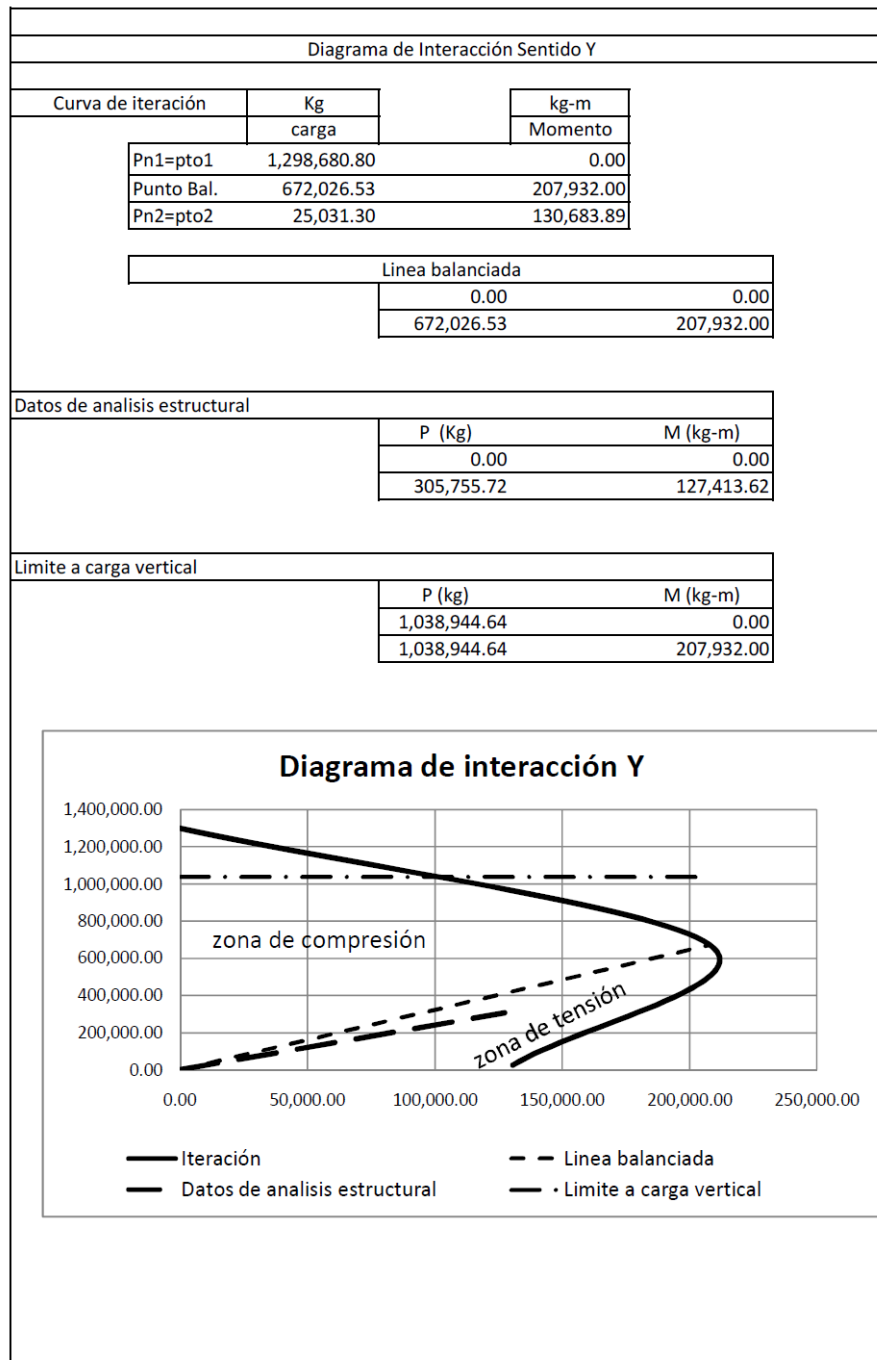 Diagrama de Interacción Sentido Y
Curva de iteración Kg kg-m
carga Momento
Pn1=pto1 1,298,680.80 0.00
Punto Bal. 672,026.53 207,932.00
Pn2=pto2 25,031.30 130,683.89
Linea balanciada
0.00 0.00
672,026.53 207,932.00
Datos de analisis estructural
P (Kg) M (kg-m)
0.00 0.00
305,755.72 127,413.62
Limite a carga vertical
P (kg) M (kg-m)
1,038,944.64 0.00
1,038,944.64 207,932.00
Diagrama de interacción Y
1,400,000.00
1,200,000.00
1,000,000.00
800,000.00
600,000.00
400,000.00
200,000.00
0.00
zona de compresión
zona de tensión
0.00 50,000.00 100,000.00 150,000.00 200,000.00 250,000.00
Iteración Linea balanciada
Datos de analisis estructural Limite a carga vertical